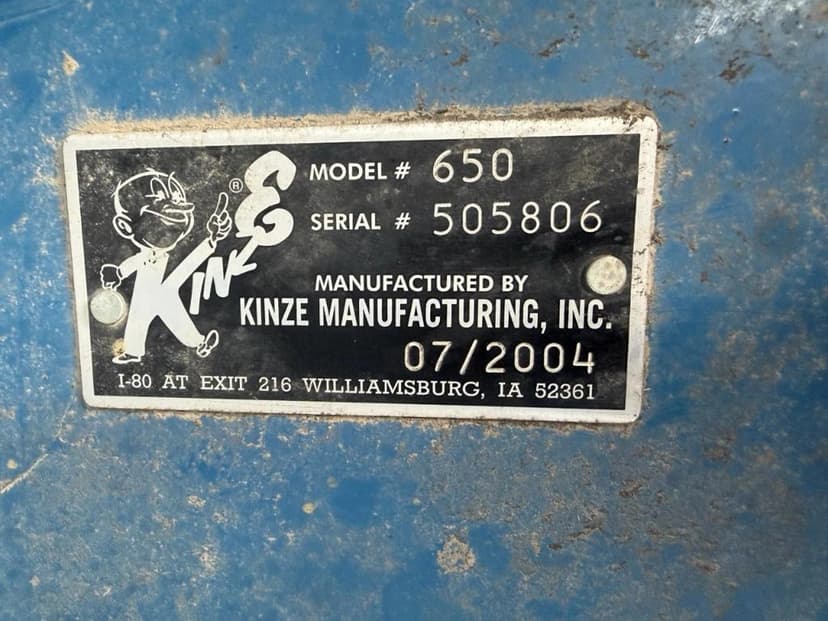 KINZE ®
MODEL # 650
SERIAL # 505806
MANUFACTURED BY
KINZE MANUFACTURING, INC.
07/2004
I-80 AT EXIT 216 WILLIAMSBURG, IA 52361